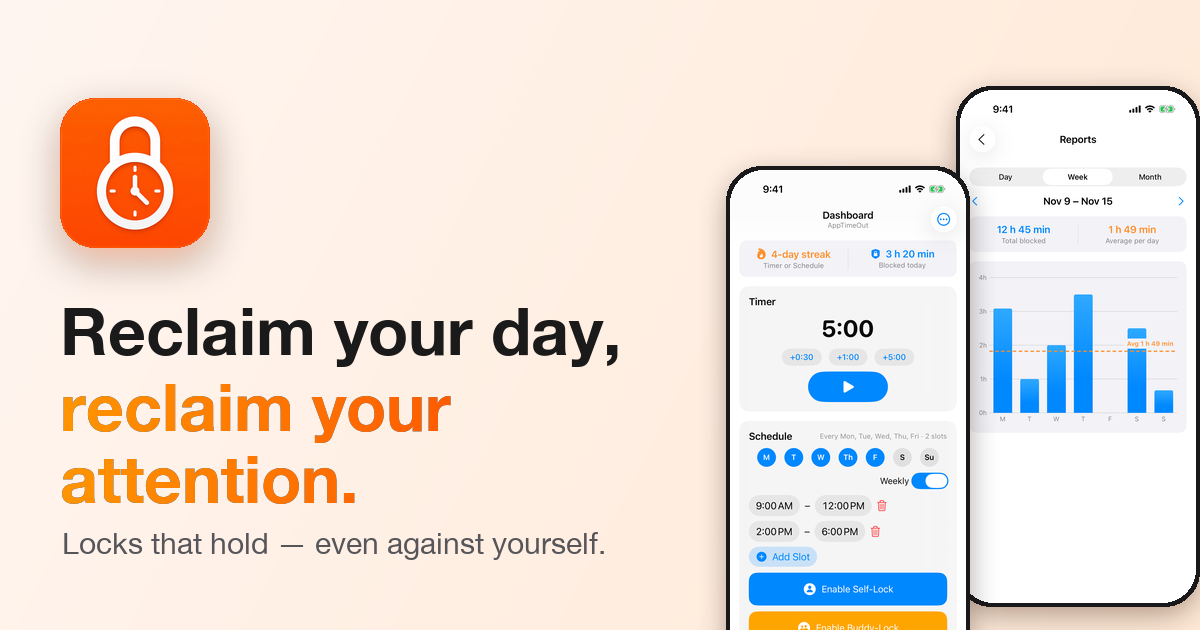 Reclaim your day,
reclaim your
attention.
Locks that hold — even against yourself.
9:41
Dashboard
AppTimeOut
4-day streak
Timer or Schedule
3 h 20 min
Blocked today
Timer
5:00
+0:30 +1:00 +5:00
Schedule Every Mon, Tue, Wed, Thu, Fri · 2 slots
M T W Th F S Su
Weekly
9:00 AM – 12:00 PM
2:00 PM – 6:00 PM
Add Slot
Enable Self-Lock
Enable Buddy-Lock
9:41
Reports
Day Week Month
Nov 9 – Nov 15
12 h 45 min
Total blocked
1 h 49 min
Average per day
4h
3h
2h
Avg 1 h 49 min
1h
0h
M T W T F S S